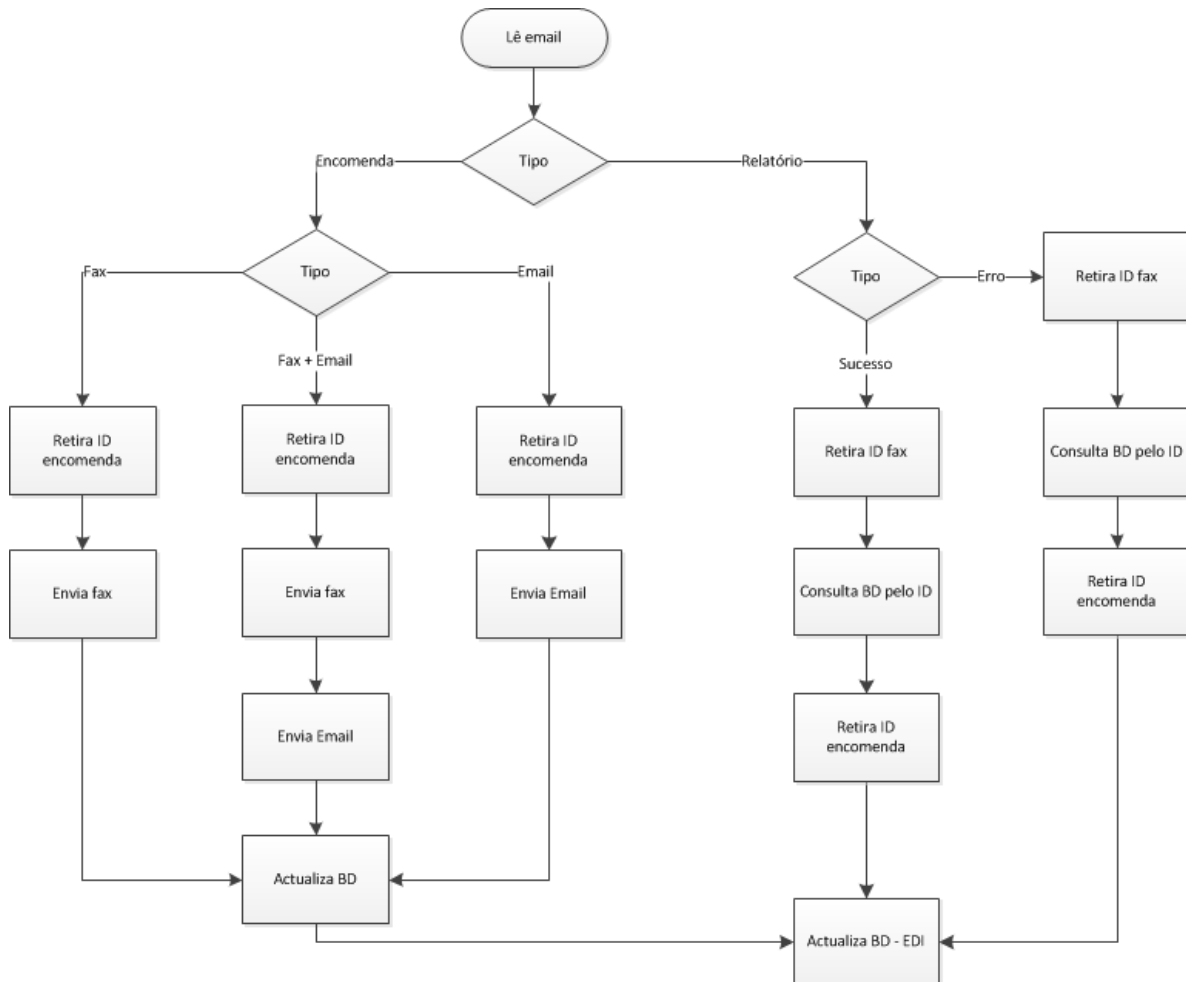 Lê email
Tipo
Encomenda
Relatório
Tipo
Fax
Email
Fax + Email
Tipo
Erro
Sucesso
Retira ID fax
Retira ID
encomenda
Retira ID
encomenda
Retira ID
encomenda
Retira ID fax
Consulta BD pelo ID
Envia fax
Envia fax
Envia Email
Consulta BD pelo ID
Retira ID
encomenda
Envia Email
Retira ID
encomenda
Actualiza BD
Actualiza BD - EDI